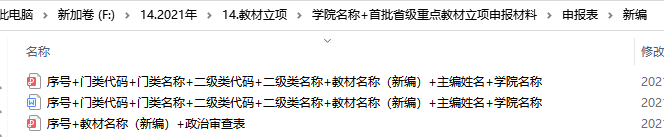 此电脑 > 新加卷 (F:) > 14.2021年 > 14.教材立项 > 学院名称+首批省级重点教材立项申报材料 > 申报表 > 新编
名称 修改
序号+门类代码+门类名称+二级类代码+二级类名称+教材名称（新编）+主编姓名+学院名称 2021
序号+门类代码+门类名称+二级类代码+二级类名称+教材名称（新编）+主编姓名+学院名称 2021
序号+教材名称（新编）+政治审查表 2021